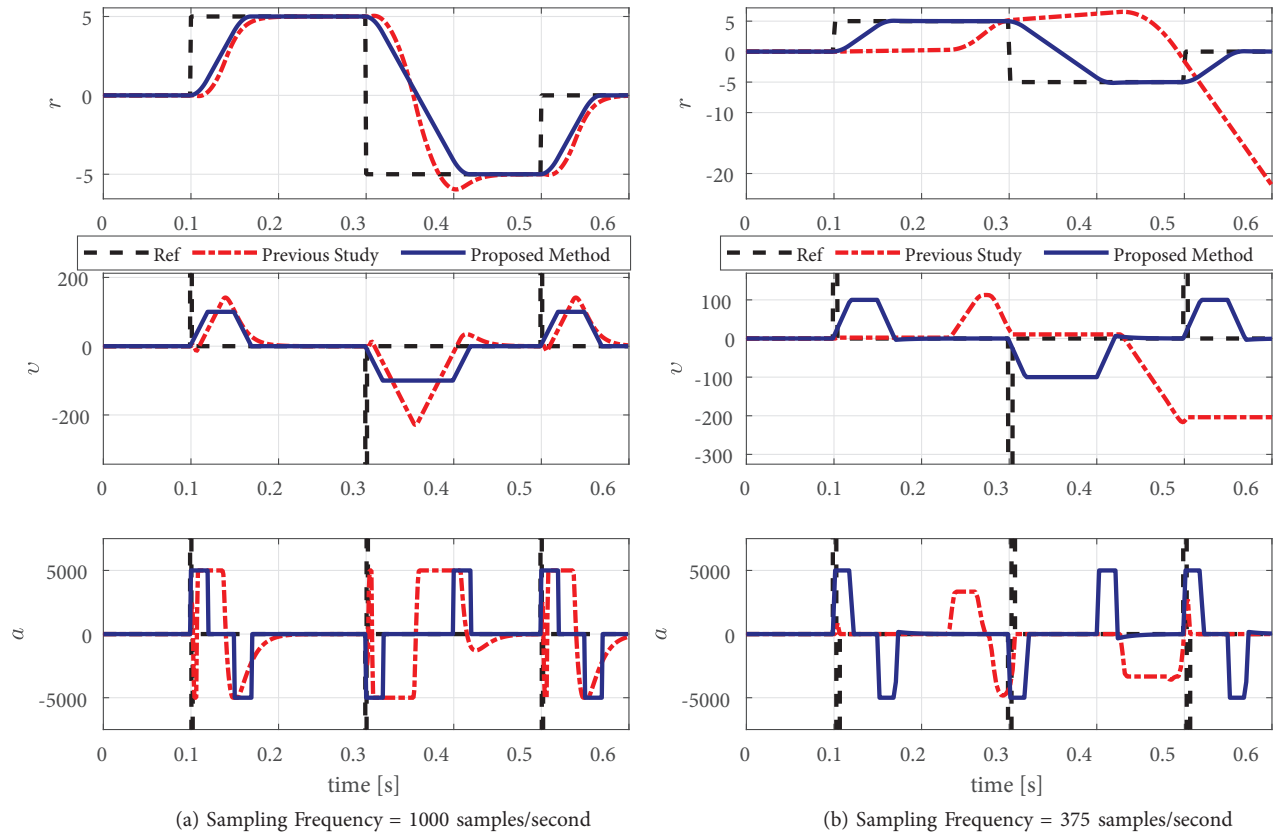 5
0
-5
r
0 0.1 0.2 0.3 0.4 0.5 0.6
Ref Previous Study Proposed Method
200
0
-200
v
0 0.1 0.2 0.3 0.4 0.5 0.6
5000
0
-5000
a
0 0.1 0.2 0.3 0.4 0.5 0.6
time [s]
(a) Sampling Frequency = 1000 samples/second
5
0
-5
-10
-20
r
0 0.1 0.2 0.3 0.4 0.5 0.6
Ref Previous Study Proposed Method
100
0
-100
-200
-300
v
0 0.1 0.2 0.3 0.4 0.5 0.6
5000
0
-5000
a
0 0.1 0.2 0.3 0.4 0.5 0.6
time [s]
(b) Sampling Frequency = 375 samples/second